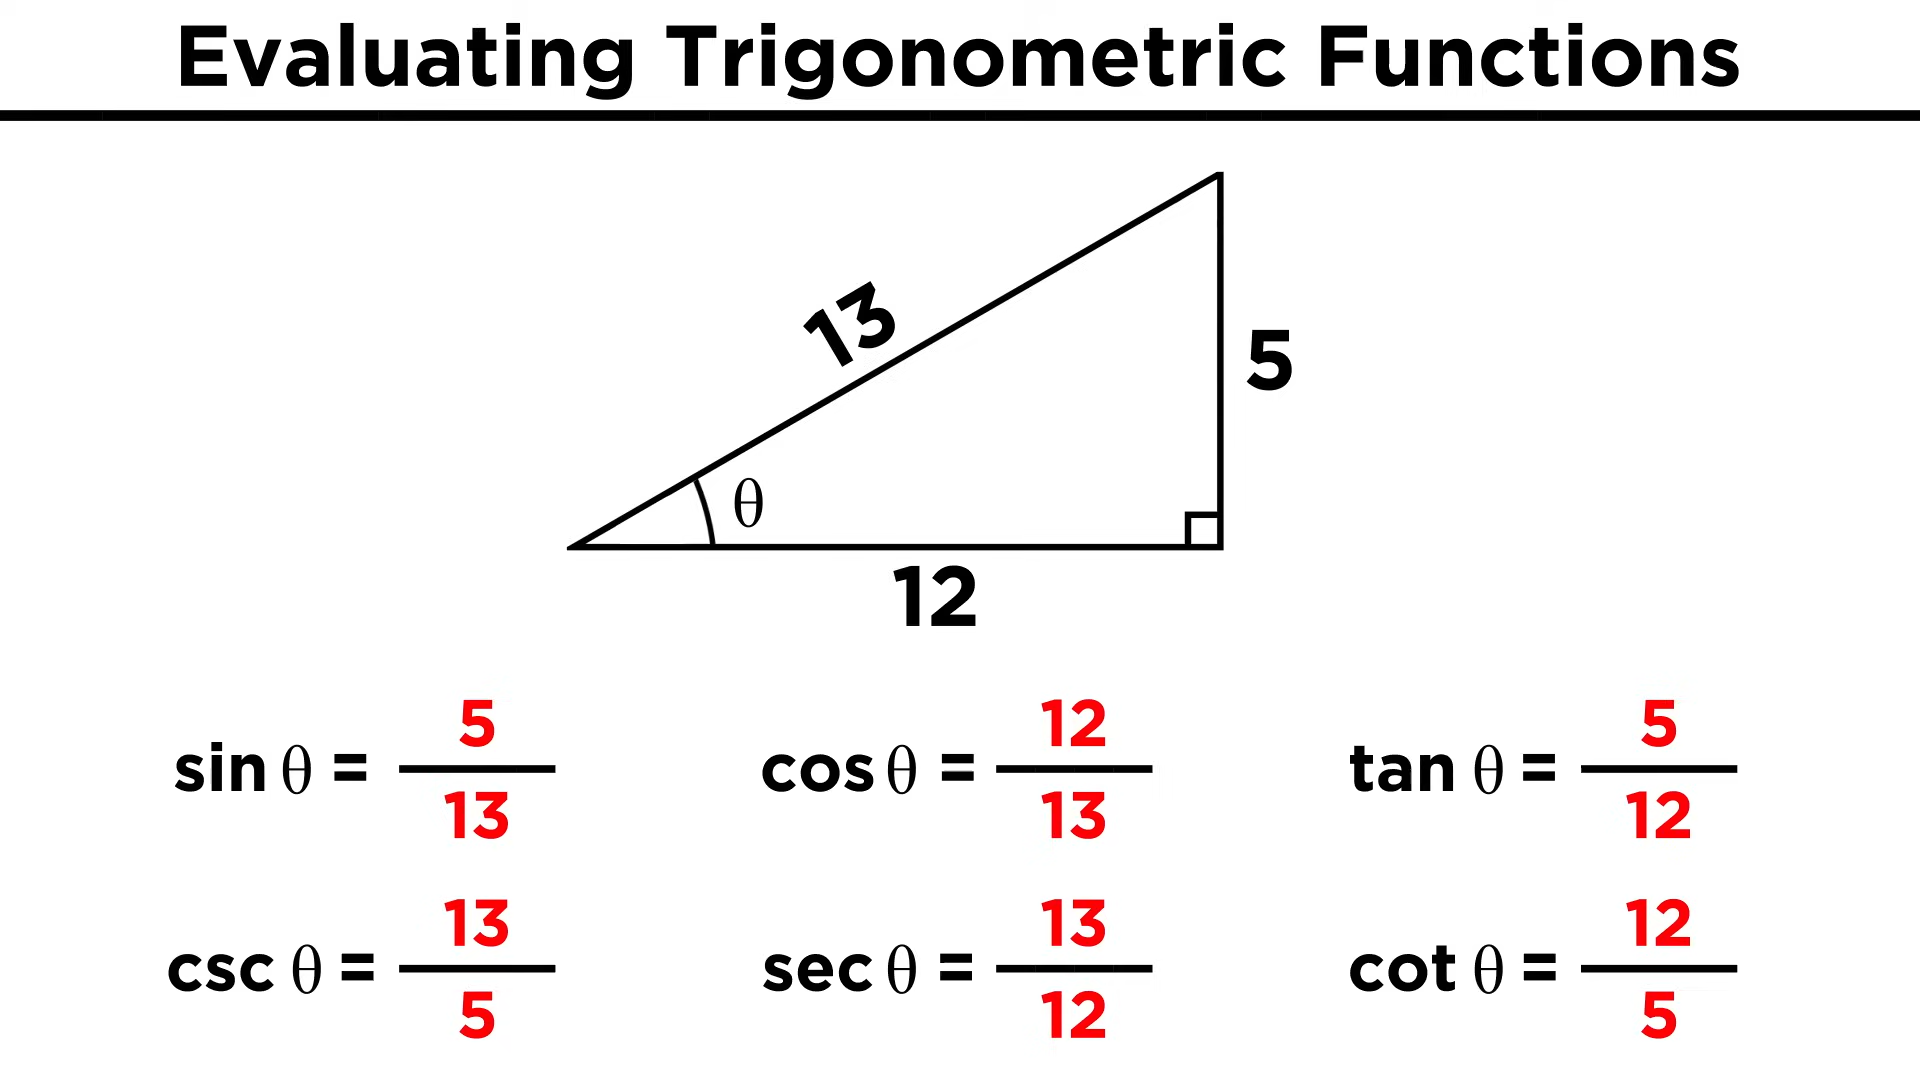 Evaluating Trigonometric Functions
13
5
θ
12
sin θ = 5/13
cos θ = 12/13
tan θ = 5/12
csc θ = 13/5
sec θ = 13/12
cot θ = 12/5